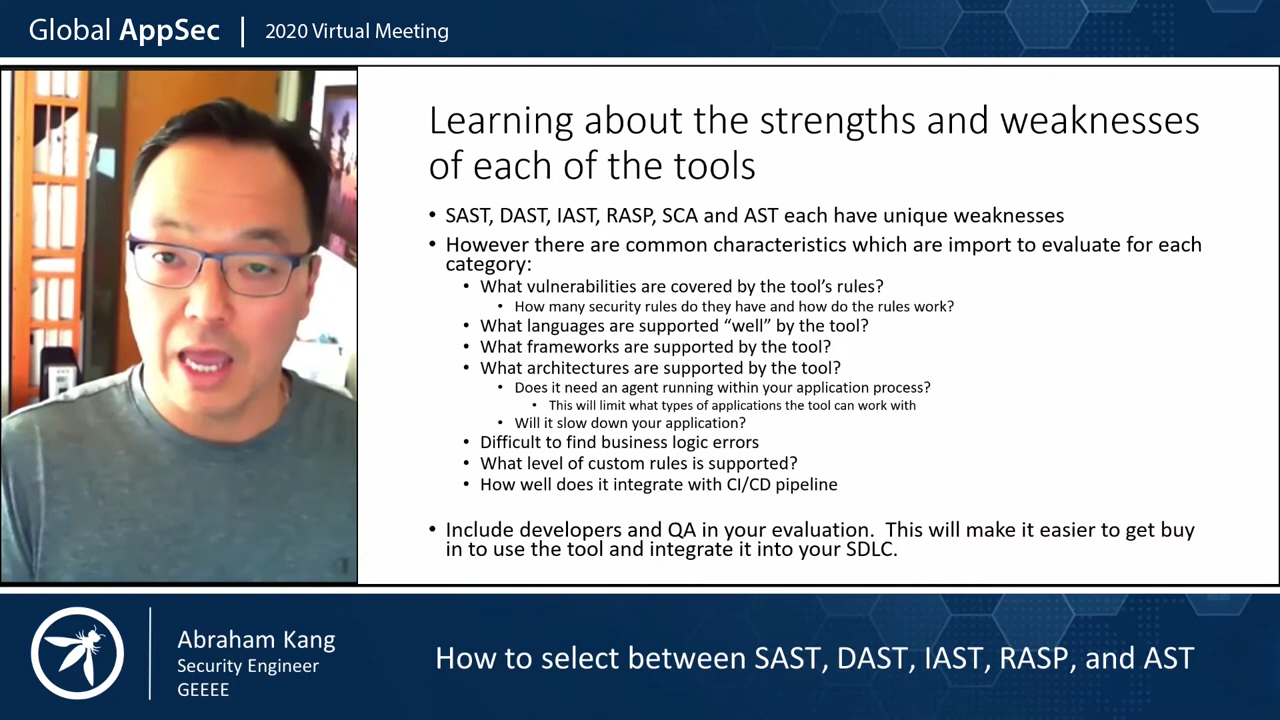 Global AppSec | 2020 Virtual Meeting
Learning about the strengths and weaknesses
of each of the tools
• SAST, DAST, IAST, RASP, SCA and AST each have unique weaknesses
• However there are common characteristics which are import to evaluate for each
category:
• What vulnerabilities are covered by the tool's rules?
• How many security rules do they have and how do the rules work?
• What languages are supported “well” by the tool?
• What frameworks are supported by the tool?
• What architectures are supported by the tool?
• Does it need an agent running within your application process?
• This will limit what types of applications the tool can work with
• Will it slow down your application?
• Difficult to find business logic errors
• What level of custom rules is supported?
• How well does it integrate with CI/CD pipeline
• Include developers and QA in your evaluation.  This will make it easier to get buy
in to use the tool and integrate it into your SDLC.
Abraham Kang
Security Engineer
GEEEE
How to select between SAST, DAST, IAST, RASP, and AST